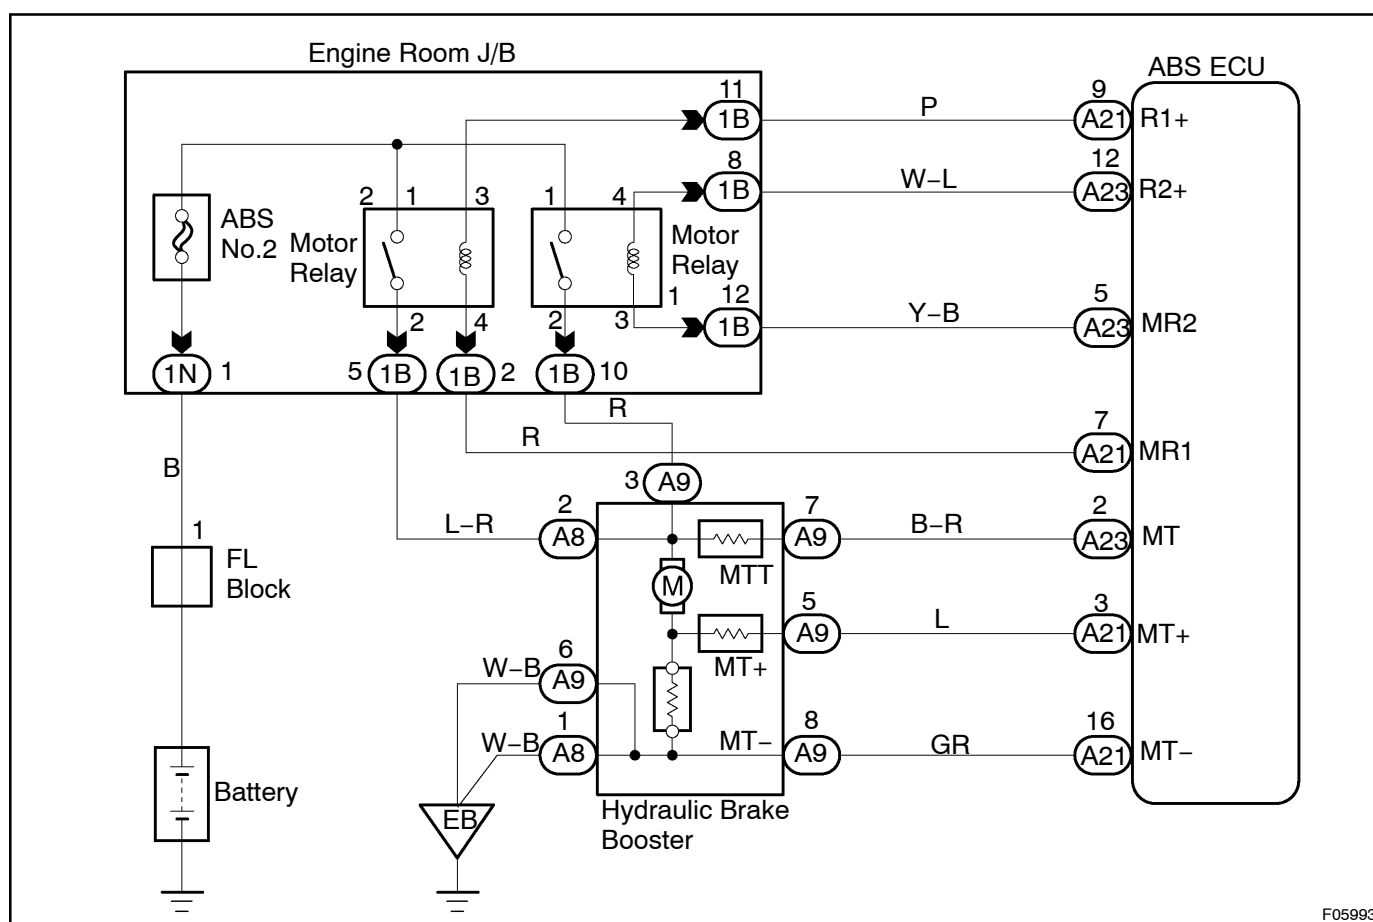 Engine Room J/B
ABS ECU
11
1B
P
9
A21
R1+
8
1B
W-L
12
A23
R2+
ABS
No.2
2
1
3
Motor
Relay
2
4
1
4
Motor
Relay
1
2
3
12
1B
Y-B
5
A23
MR2
1N
1
5
1B
1B
2
1B
10
R
R
7
A21
MR1
B
3
A9
L-R
2
A8
MTT
7
A9
B-R
2
A23
MT
M
1
FL
Block
MT+
5
A9
L
3
A21
MT+
W-B
6
A9
W-B
1
A8
MT-
8
A9
GR
16
A21
MT-
Battery
EB
Hydraulic Brake
Booster
F05993